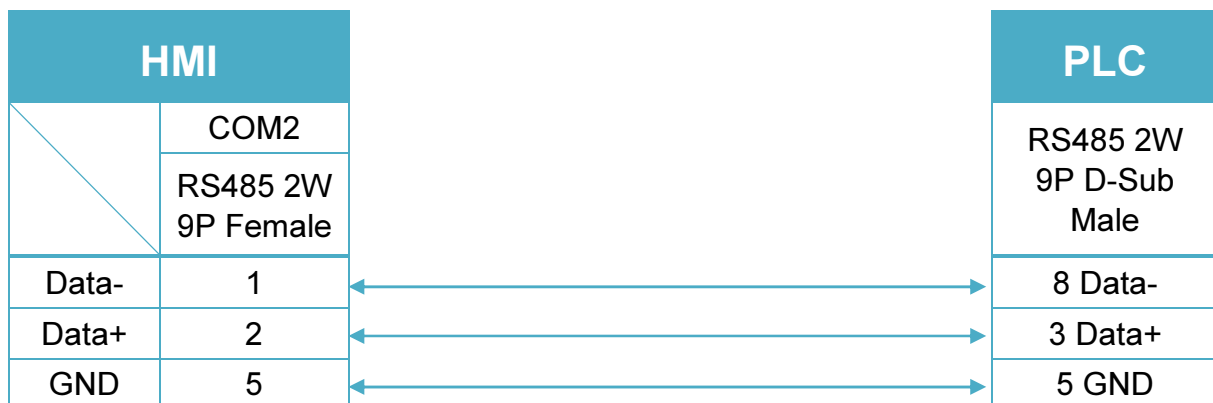 HMI
PLC
COM2
RS485 2W
9P Female
RS485 2W
9P D-Sub
Male
Data- 1 8 Data-
Data+ 2 3 Data+
GND 5 5 GND